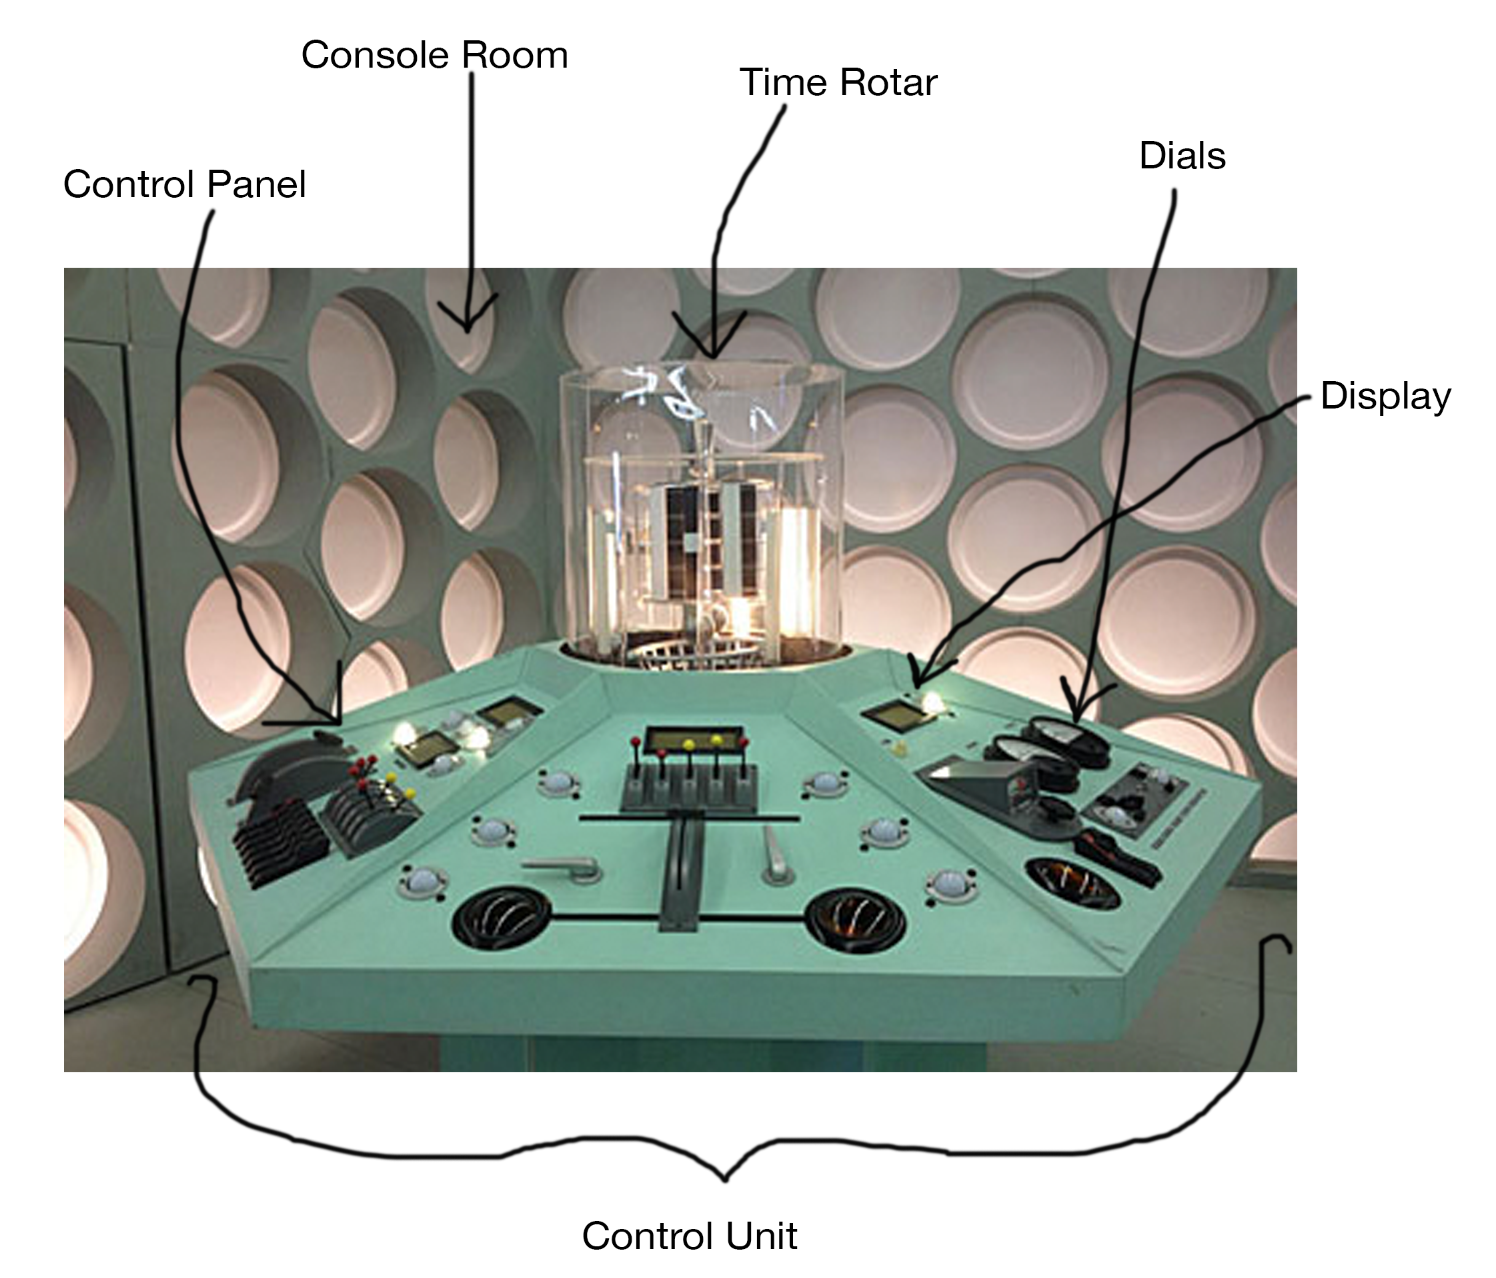 Console Room
Time Rotar
Dials
Control Panel
Display
Control Unit